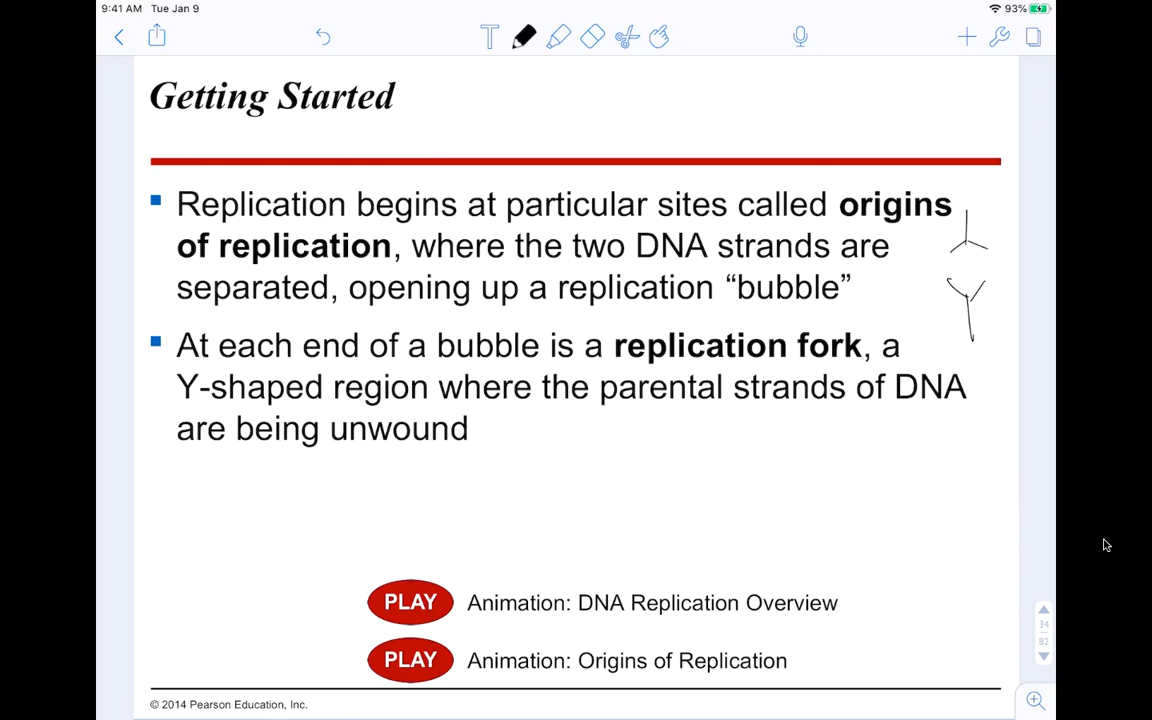 9:41 AM Tue Jan 9
93%
T
Getting Started
Replication begins at particular sites called origins
of replication, where the two DNA strands are
separated, opening up a replication “bubble”
At each end of a bubble is a replication fork, a
Y-shaped region where the parental strands of DNA
are being unwound
PLAY Animation: DNA Replication Overview
PLAY Animation: Origins of Replication
34
82
© 2014 Pearson Education, Inc.